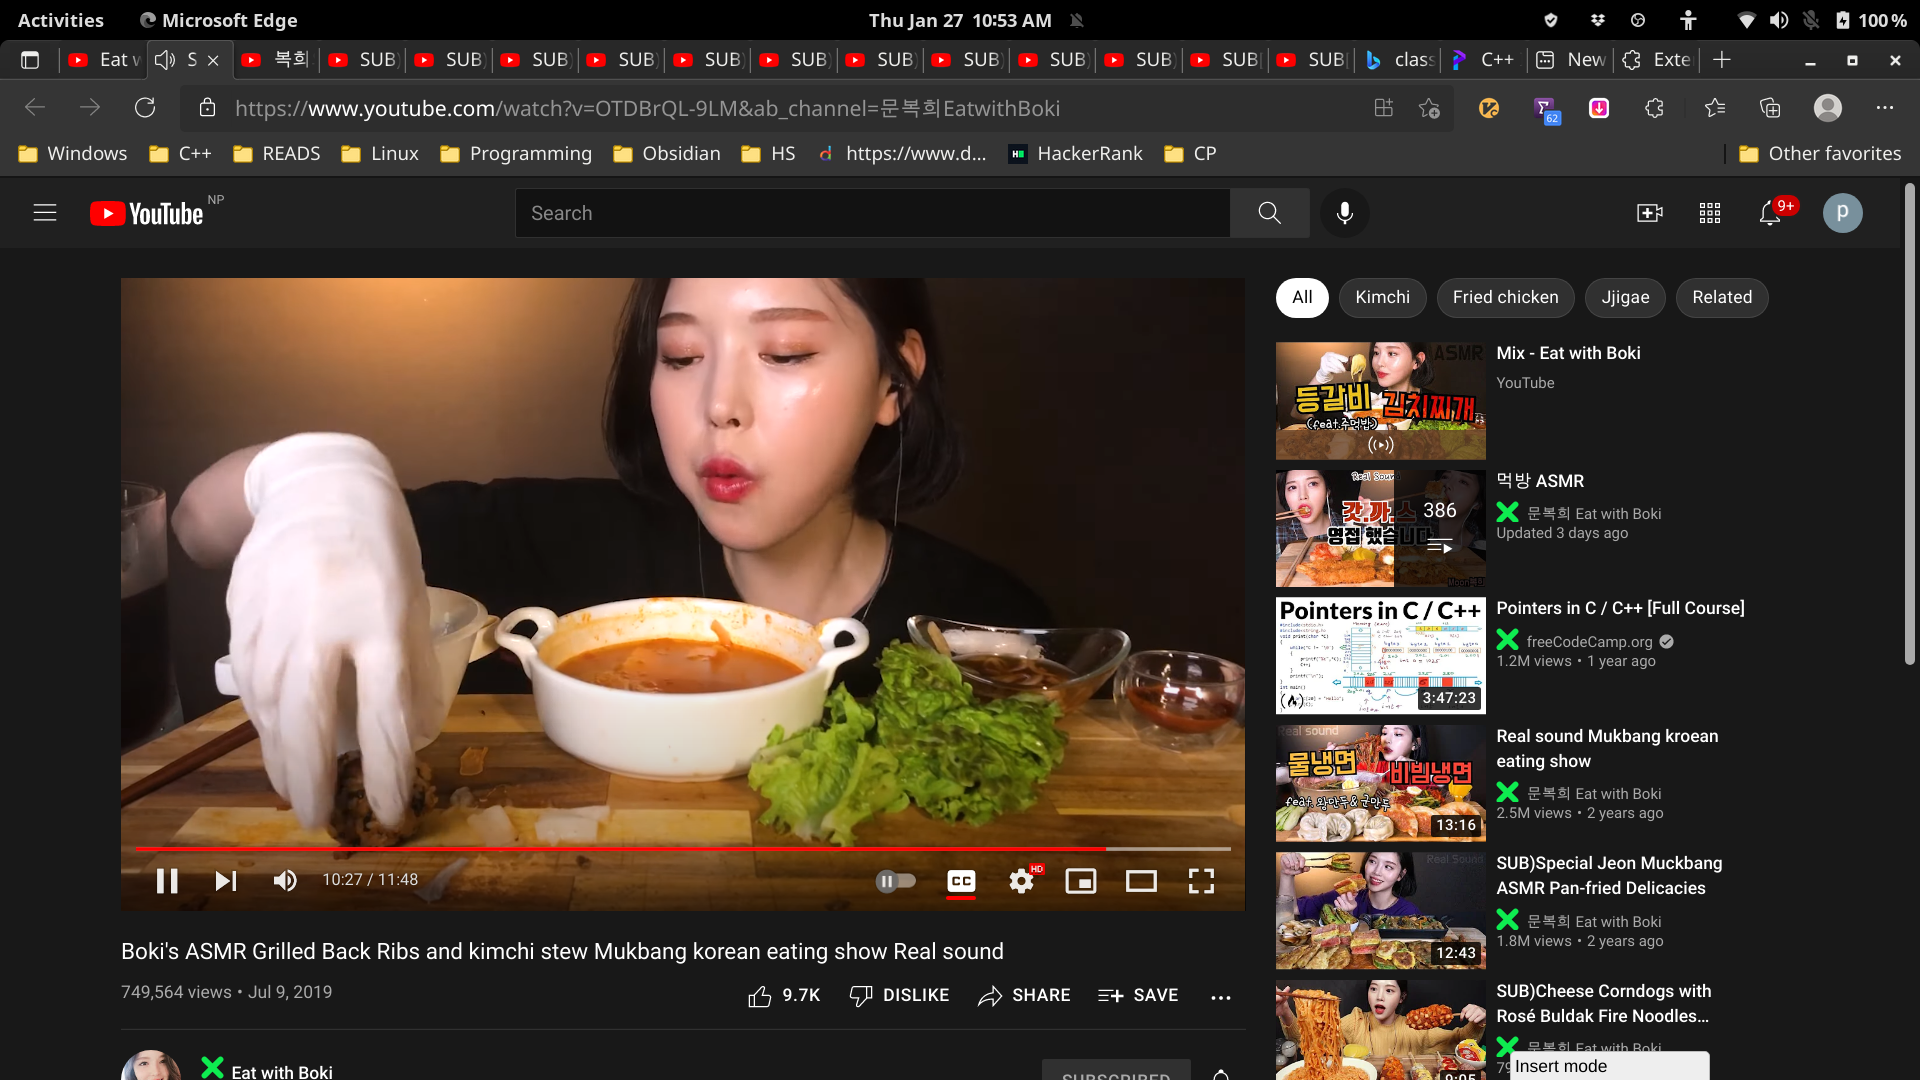 Activities
Microsoft Edge
Thu Jan 27 10:53 AM
100 %
Eat w
S
복희
SUB)
SUB)
SUB)
SUB)
SUB)
SUB)
SUB)
SUB)
SUB)
SUB)
SUB[
SUB[
class
C++
New
Exte
https://www.youtube.com/watch?v=OTDBrQL-9LM&ab_channel=문복희EatwithBoki
62
Windows
C++
READS
Linux
Programming
Obsidian
HS
https://www.d...
HackerRank
CP
Other favorites
YouTube NP
Search
9+
p
All
Kimchi
Fried chicken
Jjigae
Related
ASMR
등갈비 김치찌개
(feat.주먹밥)
Mix - Eat with Boki
YouTube
Real Sound
갓.까.스
영접 했습니다
386
Moon복희
먹방 ASMR
문복희 Eat with Boki
Updated 3 days ago
Pointers in C / C++
3:47:23
Pointers in C / C++ [Full Course]
freeCodeCamp.org
1.2M views • 1 year ago
Real sound
물냉면
비빔냉면
feat. 왕만두&군만두
13:16
Real sound Mukbang kroean
eating show
문복희 Eat with Boki
2.5M views • 2 years ago
Real Sound
12:43
SUB)Special Jeon Muckbang
ASMR Pan-fried Delicacies
문복희 Eat with Boki
1.8M views • 2 years ago
9:05
SUB)Cheese Corndogs with
Rosé Buldak Fire Noodles…
문복희 Eat with Boki
79
Insert mode
10:27 / 11:48
CC
HD
Boki's ASMR Grilled Back Ribs and kimchi stew Mukbang korean eating show Real sound
749,564 views • Jul 9, 2019
9.7K
DISLIKE
SHARE
SAVE
Eat with Boki
SUBSCRIBED